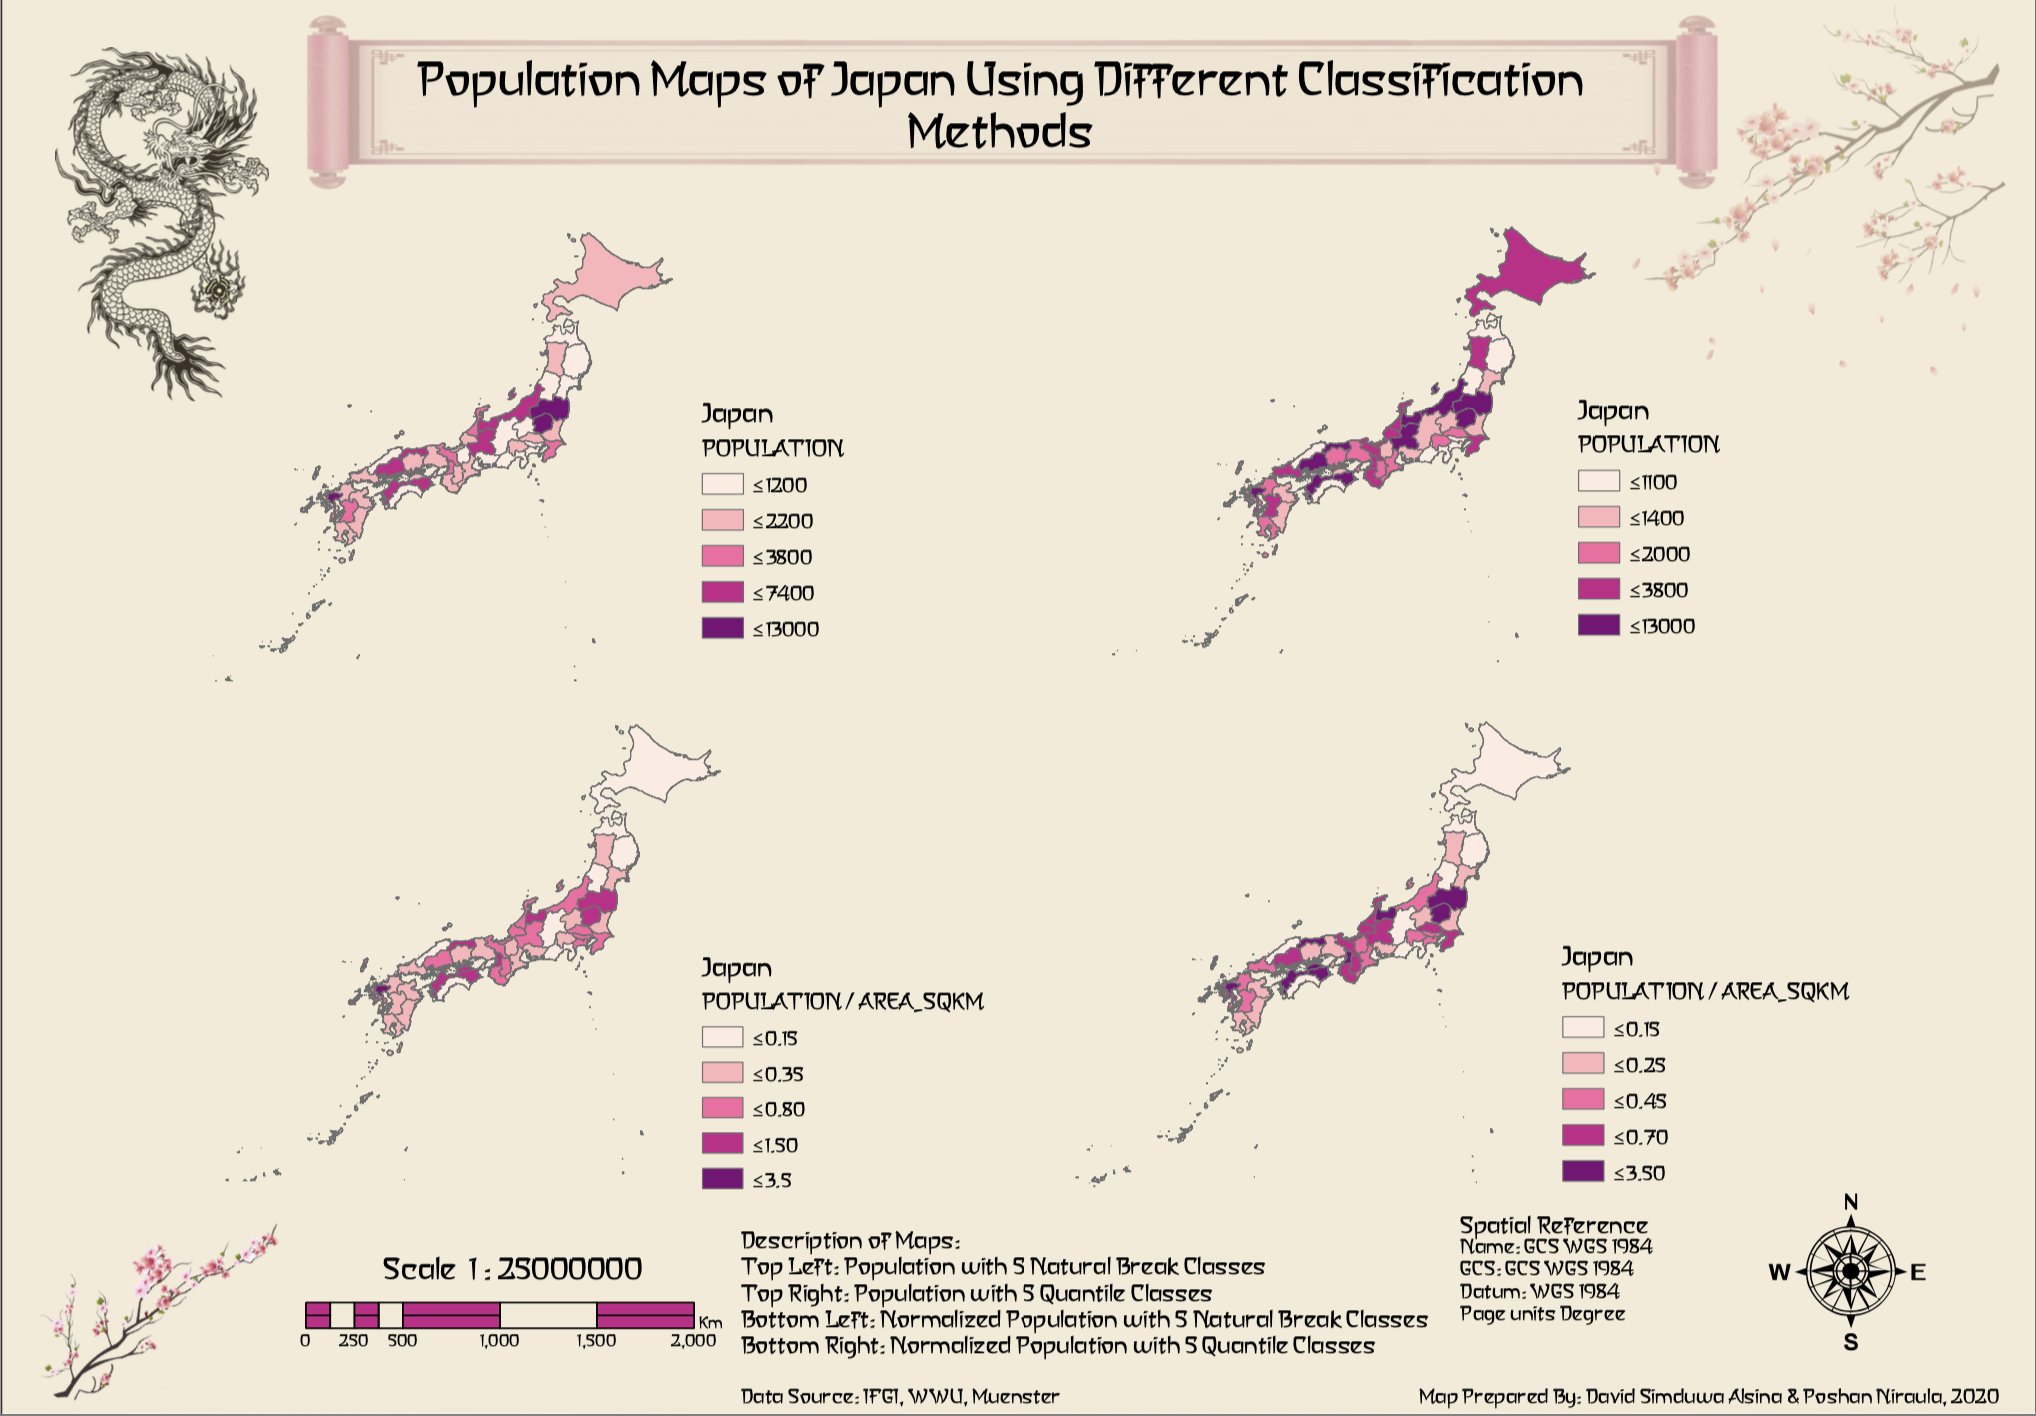 Population Maps of Japan Using Different Classification
Methods
Japan
POPULATION
≤1200
≤2200
≤3800
≤7400
≤13000
Japan
POPULATION
≤1100
≤1400
≤2000
≤3800
≤13000
Japan
POPULATION / AREA_SQKM
≤0.15
≤0.35
≤0.80
≤1.50
≤3.5
Japan
POPULATION / AREA_SQKM
≤0.15
≤0.25
≤0.45
≤0.70
≤3.50
Scale 1:25000000
Km
0 250 500 1,000 1,500 2,000
Description of Maps:
Top Left: Population with 5 Natural Break Classes
Top Right: Population with 5 Quantile Classes
Bottom Left: Normalized Population with 5 Natural Break Classes
Bottom Right: Normalized Population with 5 Quantile Classes
Data Source: IFGI, WWU, Muenster
Spatial Reference
Name: GCS WGS 1984
GCS: GCS WGS 1984
Datum: WGS 1984
Page units Degree
N
W E
S
Map Prepared By: David Simduwa Alsina & Poshan Niraula, 2020